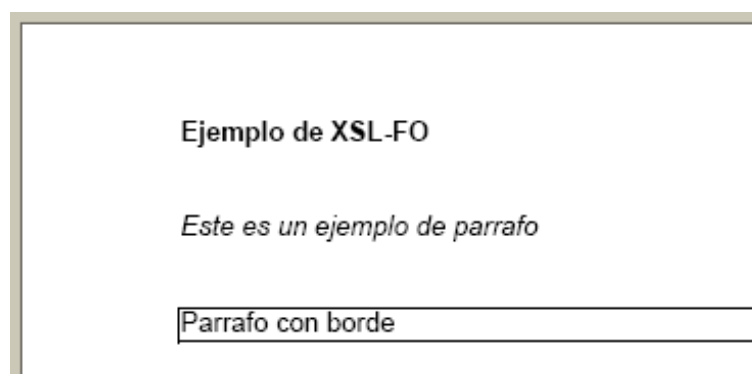 Ejemplo de XSL-FO
Este es un ejemplo de parrafo
Parrafo con borde